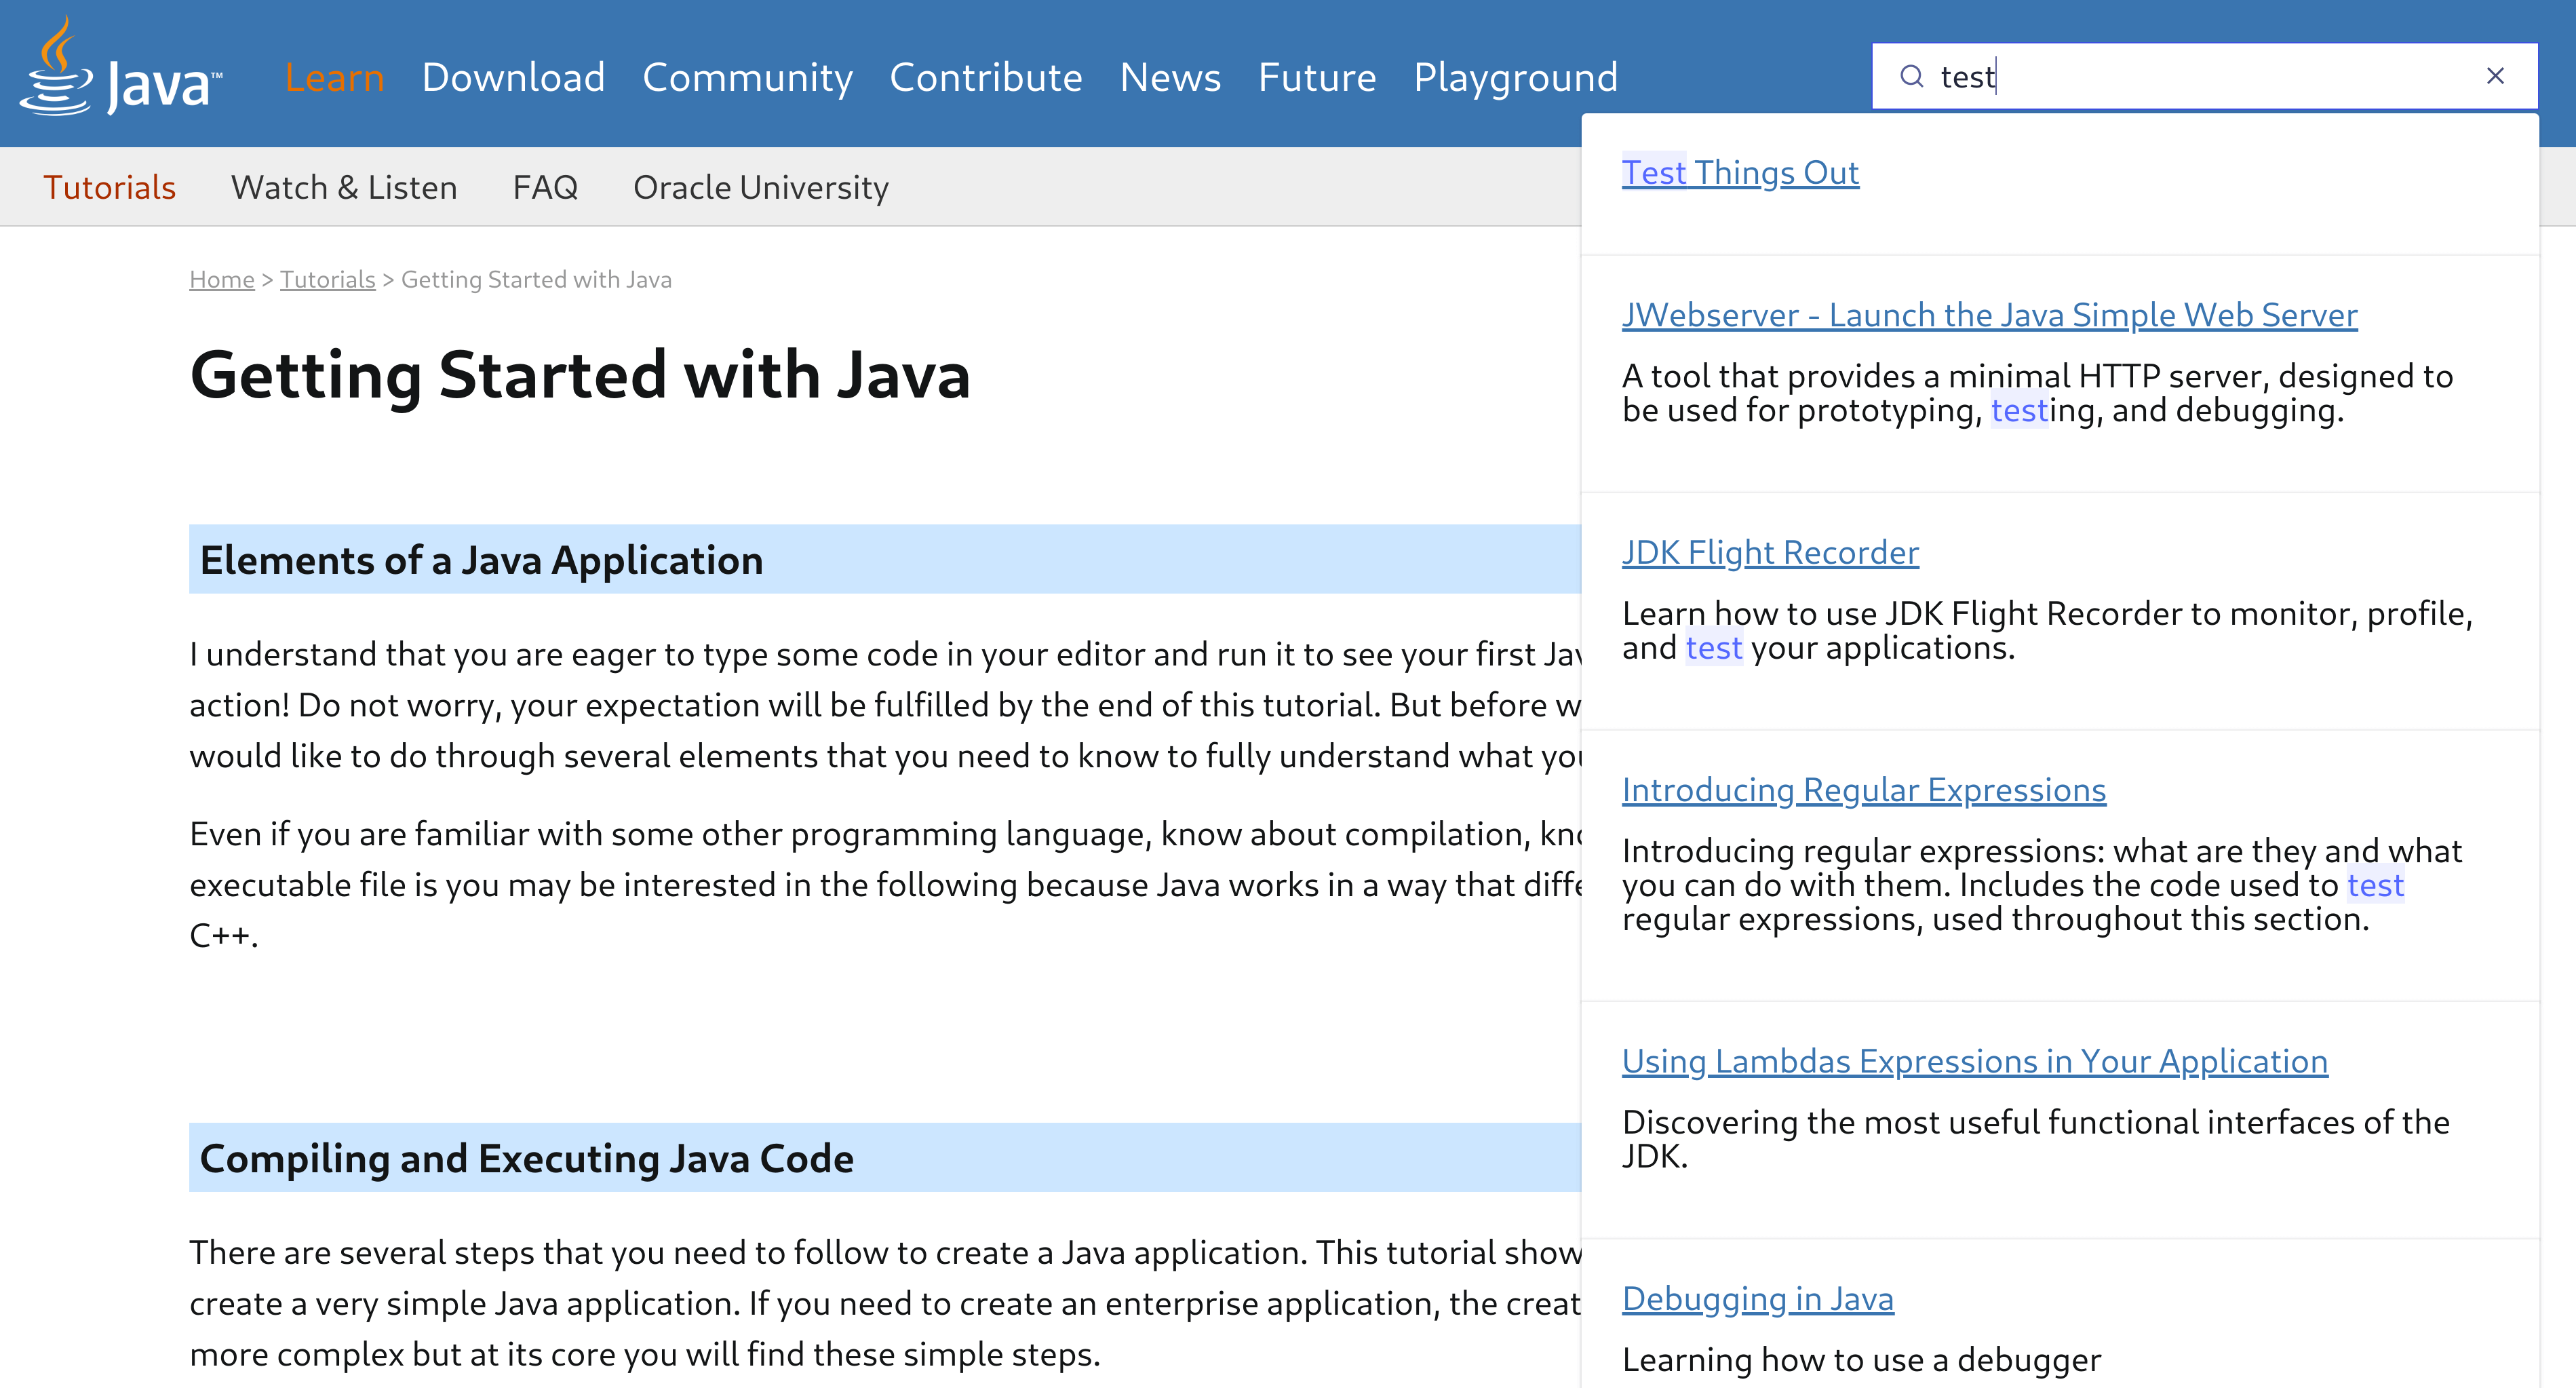 Java™
Learn Download Community Contribute News Future Playground
test
Tutorials Watch & Listen FAQ Oracle University
Home > Tutorials > Getting Started with Java
Getting Started with Java
Elements of a Java Application
I understand that you are eager to type some code in your editor and run it to see your first
action! Do not worry, your expectation will be fulfilled by the end of this tutorial. But before
would like to do through several elements that you need to know to fully understand what
Even if you are familiar with some other programming language, know about compilation,
executable file is you may be interested in the following because Java works in a way that
C++.
Compiling and Executing Java Code
There are several steps that you need to follow to create a Java application. This tutorial
create a very simple Java application. If you need to create an enterprise application, the
more complex but at its core you will find these simple steps.
Test Things Out
JWebserver - Launch the Java Simple Web Server
A tool that provides a minimal HTTP server, designed to
be used for prototyping, testing, and debugging.
JDK Flight Recorder
Learn how to use JDK Flight Recorder to monitor, profile,
and test your applications.
Introducing Regular Expressions
Introducing regular expressions: what are they and what
you can do with them. Includes the code used to test
regular expressions, used throughout this section.
Using Lambdas Expressions in Your Application
Discovering the most useful functional interfaces of the
JDK.
Debugging in Java
Learning how to use a debugger